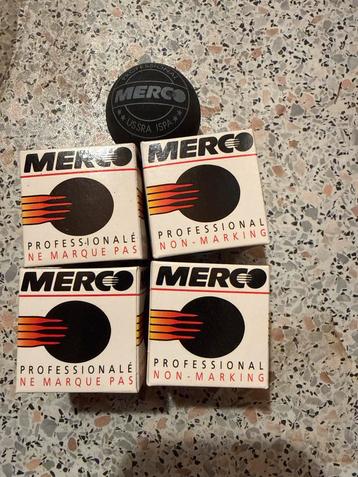 PROFESSIONAL
MERCO
USSRA ISPA
MERCO
PROFESSIONALÉ
NE MARQUE PAS
MERCO
PROFESSIONAL
NON-MARKING
MERCO
PROFESSIONALÉ
NE MARQUE PAS
MERCO
PROFESSIONAL
NON-MARKING